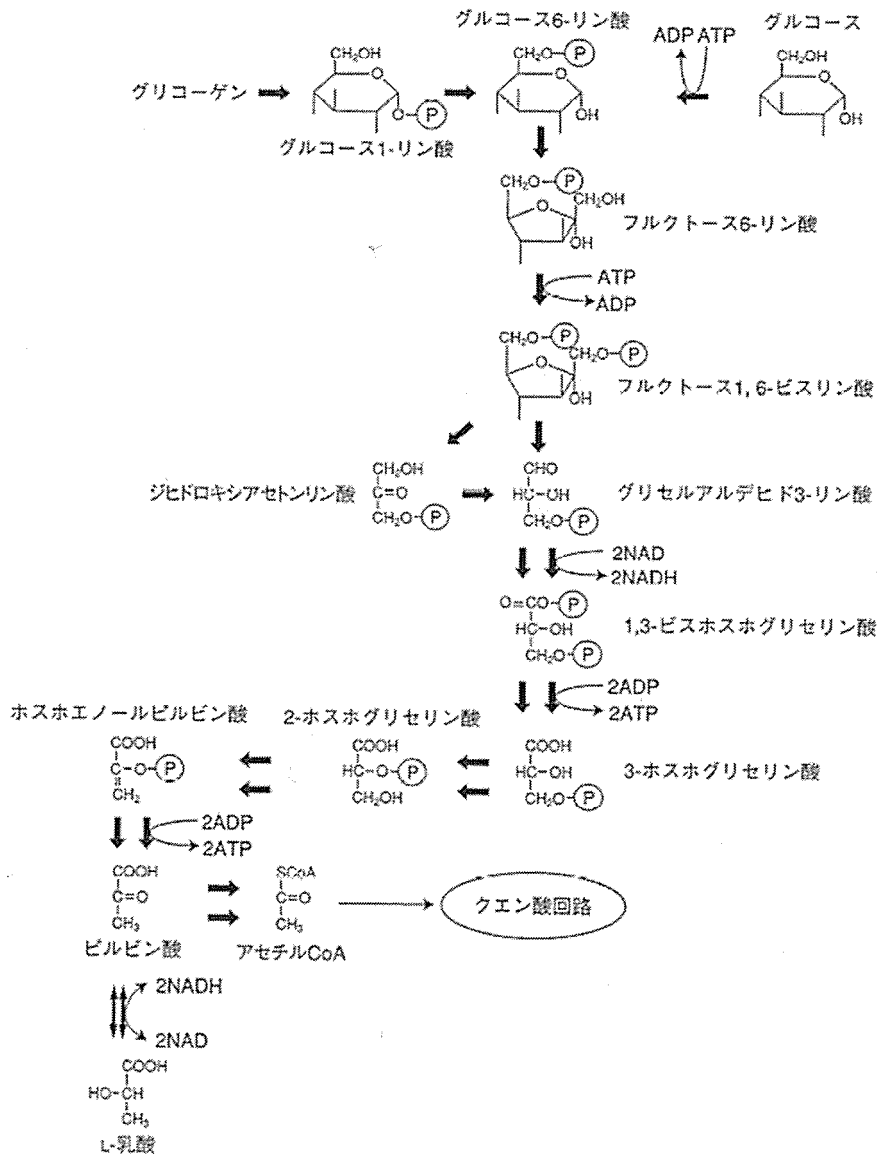 グルコース6-リン酸
グルコース
ADP ATP
CH₂O-P
CH₂OH
CH₂OH
グリコーゲン
O
O
O
O-P
OH
OH
グルコース1-リン酸
CH₂O-P
CH₂OH
O
OH
フルクトース6-リン酸
ATP
ADP
CH₂O-P
CH₂O-P
O
OH
フルクトース1,6-ビスリン酸
ジヒドロキシアセトンリン酸
CH₂OH
C=O
CH₂O-P
CHO
HC-OH
CH₂O-P
グリセルアルデヒド3-リン酸
2NAD
2NADH
O=CO-P
HC-OH
CH₂O-P
1,3-ビスホスホグリセリン酸
2ADP
2ATP
ホスホエノールピルビン酸
2-ホスホグリセリン酸
COOH
C-O-P
CH₂
COOH
HC-O-P
CH₂OH
COOH
HC-OH
CH₂O-P
3-ホスホグリセリン酸
2ADP
2ATP
COOH
C=O
CH₃
SCoA
C=O
CH₃
クエン酸回路
ピルビン酸
アセチルCoA
2NADH
2NAD
COOH
HO-CH
CH₃
L-乳酸